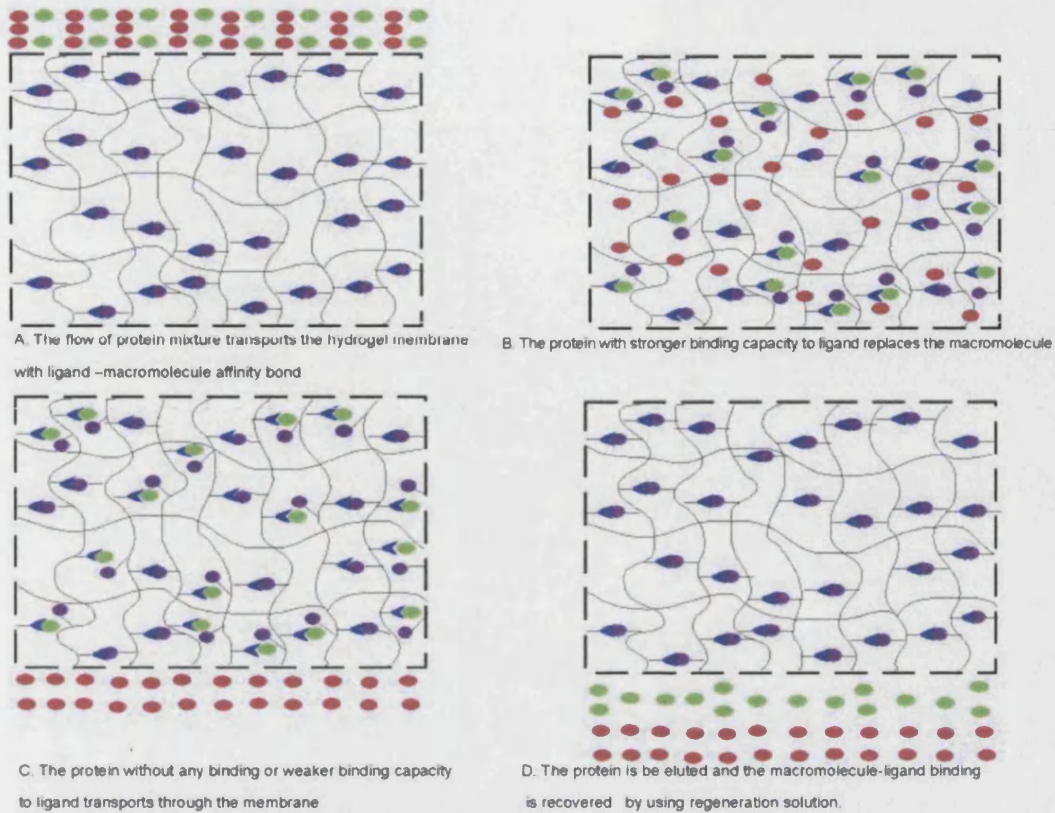 A. The flow of protein mixture transports the hydrogel membrane
with ligand –macromolecule affinity bond
B. The protein with stronger binding capacity to ligand replaces the macromolecule
C. The protein without any binding or weaker binding capacity
to ligand transports through the membrane
D. The protein is be eluted and the macromolecule-ligand binding
is recovered by using regeneration solution.